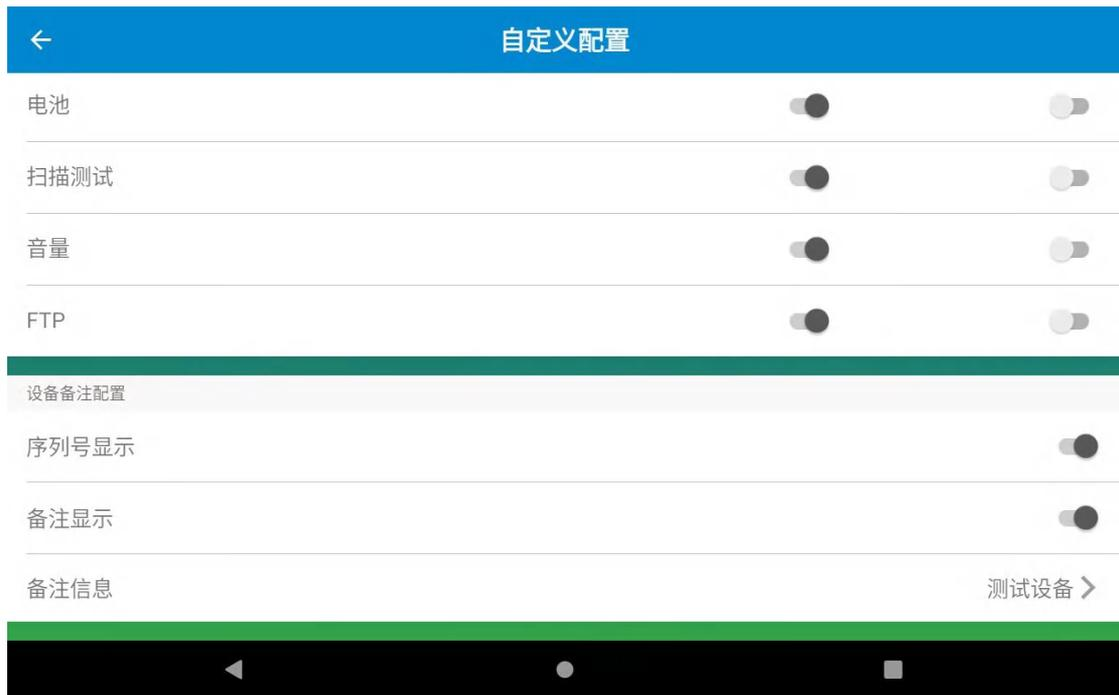 自定义配置
电池
扫描测试
音量
FTP
设备备注配置
序列号显示
备注显示
备注信息 测试设备